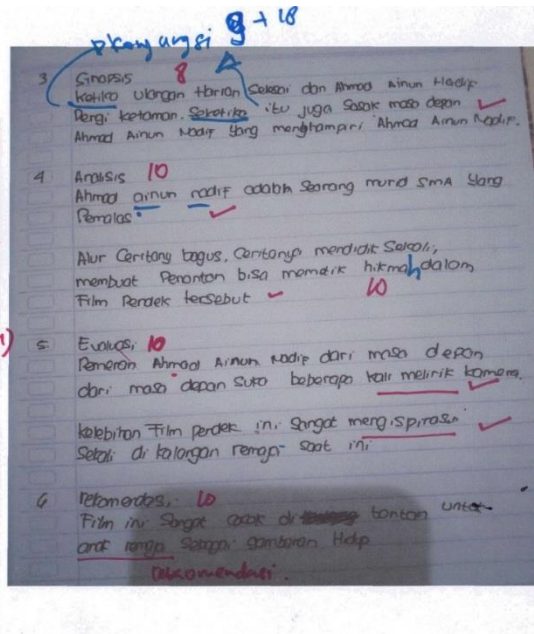 9 + 18
3 Sinopsis 8
Ketika Ulangan Harian Selesai dan Ahmad Ainun Nadif
Pergi ketaman. Seketika itu juga Sosok masa depan
Ahmad Ainun Nadif Yang menghampiri Ahmad Ainun Nadif.
4 Analisis 10
Ahmad ainun nadif adalah Seorang murid SMA Yang
Pemalas.
Alur Ceritanya bagus, Ceritanya mendidik Sekali,
membuat Penonton bisa memetik hikmah dalam
Film Pendek tersebut 10
5 Evaluasi 10
Pemeran Ahmad Ainun Nadif dari masa depan
dari masa depan Suka beberapa kali melirik kamera.
kelebihan Film Pendek ini Sangat mengispirasi
Sekali di kalangan remaja saat ini
6 rekomendasi 10
Film ini Sangat cocok di tonton untuk
anak remaja Sebagai gambaran Hidup
rekomendasi.